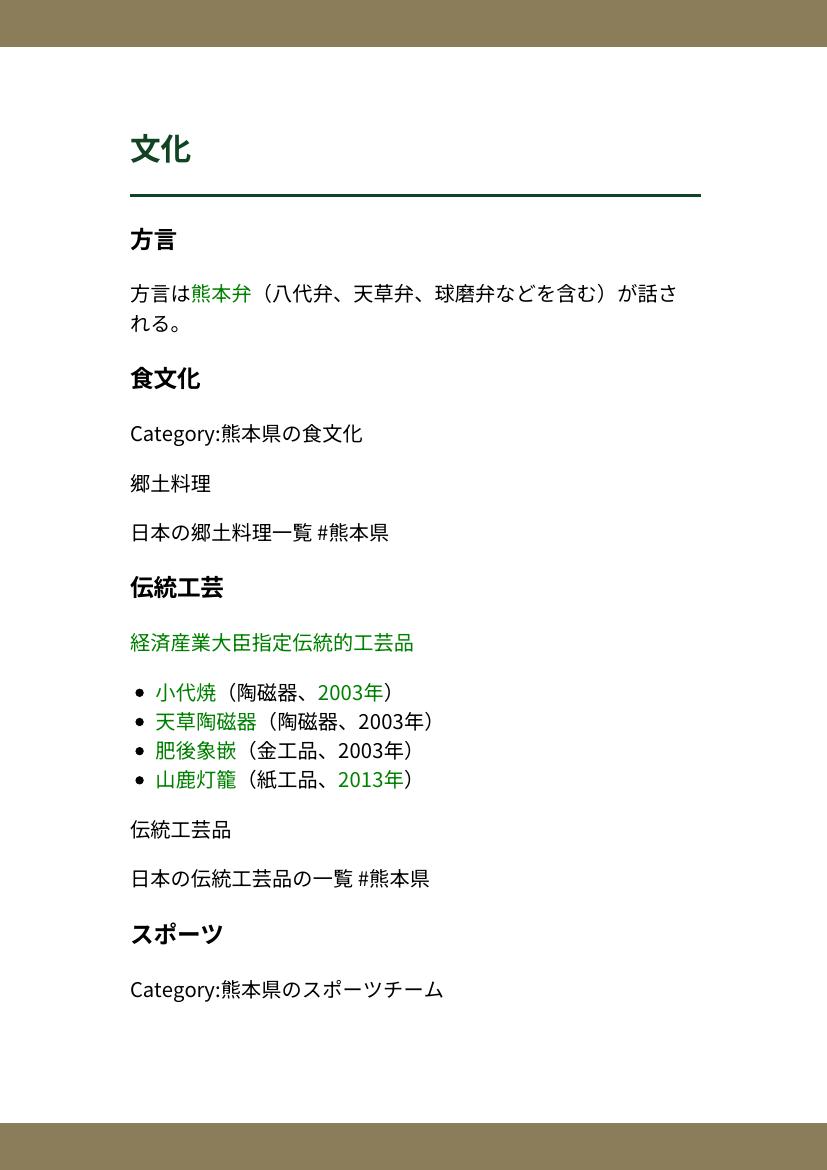 文化
方言
方言は熊本弁（八代弁、天草弁、球磨弁などを含む）が話さ
れる。
食文化
Category:熊本県の食文化
郷土料理
日本の郷土料理一覧 #熊本県
伝統工芸
経済産業大臣指定伝統的工芸品
• 小代焼（陶磁器、2003年）
• 天草陶磁器（陶磁器、2003年）
• 肥後象嵌（金工品、2003年）
• 山鹿灯籠（紙工品、2013年）
伝統工芸品
日本の伝統工芸品の一覧 #熊本県
スポーツ
Category:熊本県のスポーツチーム